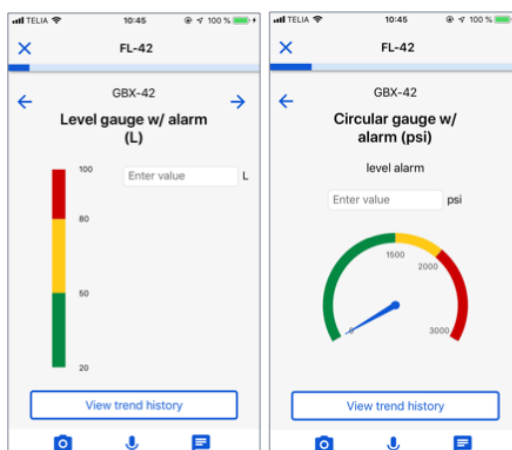 TELIA 10:45 100 %
FL-42
GBX-42
Level gauge w/ alarm
(L)
100
Enter value L
80
50
20
View trend history
TELIA 10:45 100 %
FL-42
GBX-42
Circular gauge w/
alarm (psi)
level alarm
Enter value psi
1500
2000
0
3000
View trend history